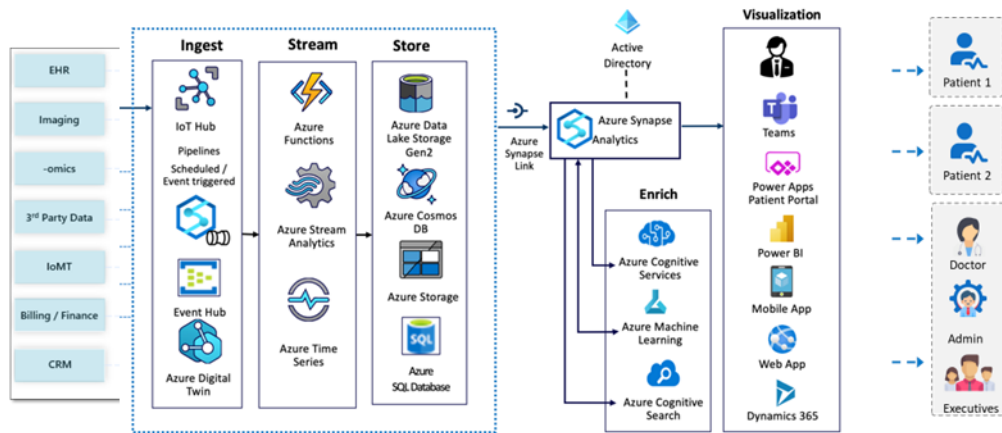 EHR
Imaging
-omics
3rd Party Data
IoMT
Billing / Finance
CRM
Ingest
IoT Hub
Pipelines
Scheduled /
Event triggered
Event Hub
Azure Digital
Twin
Stream
Azure
Functions
Azure Stream
Analytics
Azure Time
Series
Store
Azure Data
Lake Storage
Gen2
Azure Cosmos
DB
Azure Storage
SQL
Azure
SQL Database
Azure
Synapse
Link
Active
Directory
Azure Synapse
Analytics
Enrich
Azure Cognitive
Services
Azure Machine
Learning
Azure Cognitive
Search
Visualization
Teams
Power Apps
Patient Portal
Power BI
Mobile App
Web App
Dynamics 365
Patient 1
Patient 2
Doctor
Admin
Executives